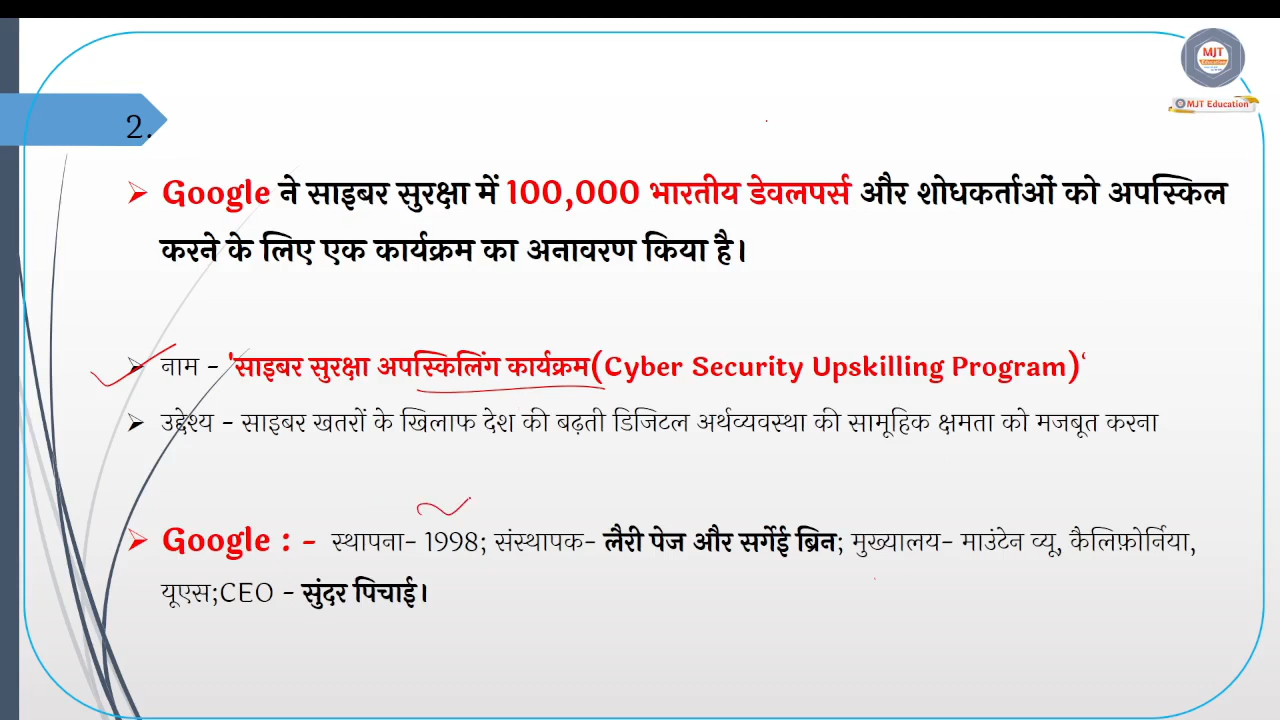 MJT
Education
MJT Education
2.
Google ने साइबर सुरक्षा में 100,000 भारतीय डेवलपर्स और शोधकर्ताओं को अपस्किल
करने के लिए एक कार्यक्रम का अनावरण किया है।
नाम - 'साइबर सुरक्षा अपस्किलिंग कार्यक्रम(Cyber Security Upskilling Program)‘
उद्देश्य - साइबर खतरों के खिलाफ देश की बढ़ती डिजिटल अर्थव्यवस्था की सामूहिक क्षमता को मजबूत करना
Google : - स्थापना- 1998; संस्थापक- लैरी पेज और सर्गेई ब्रिन; मुख्यालय- माउंटेन व्यू, कैलिफ़ोर्निया,
यूएस;CEO - सुंदर पिचाई।